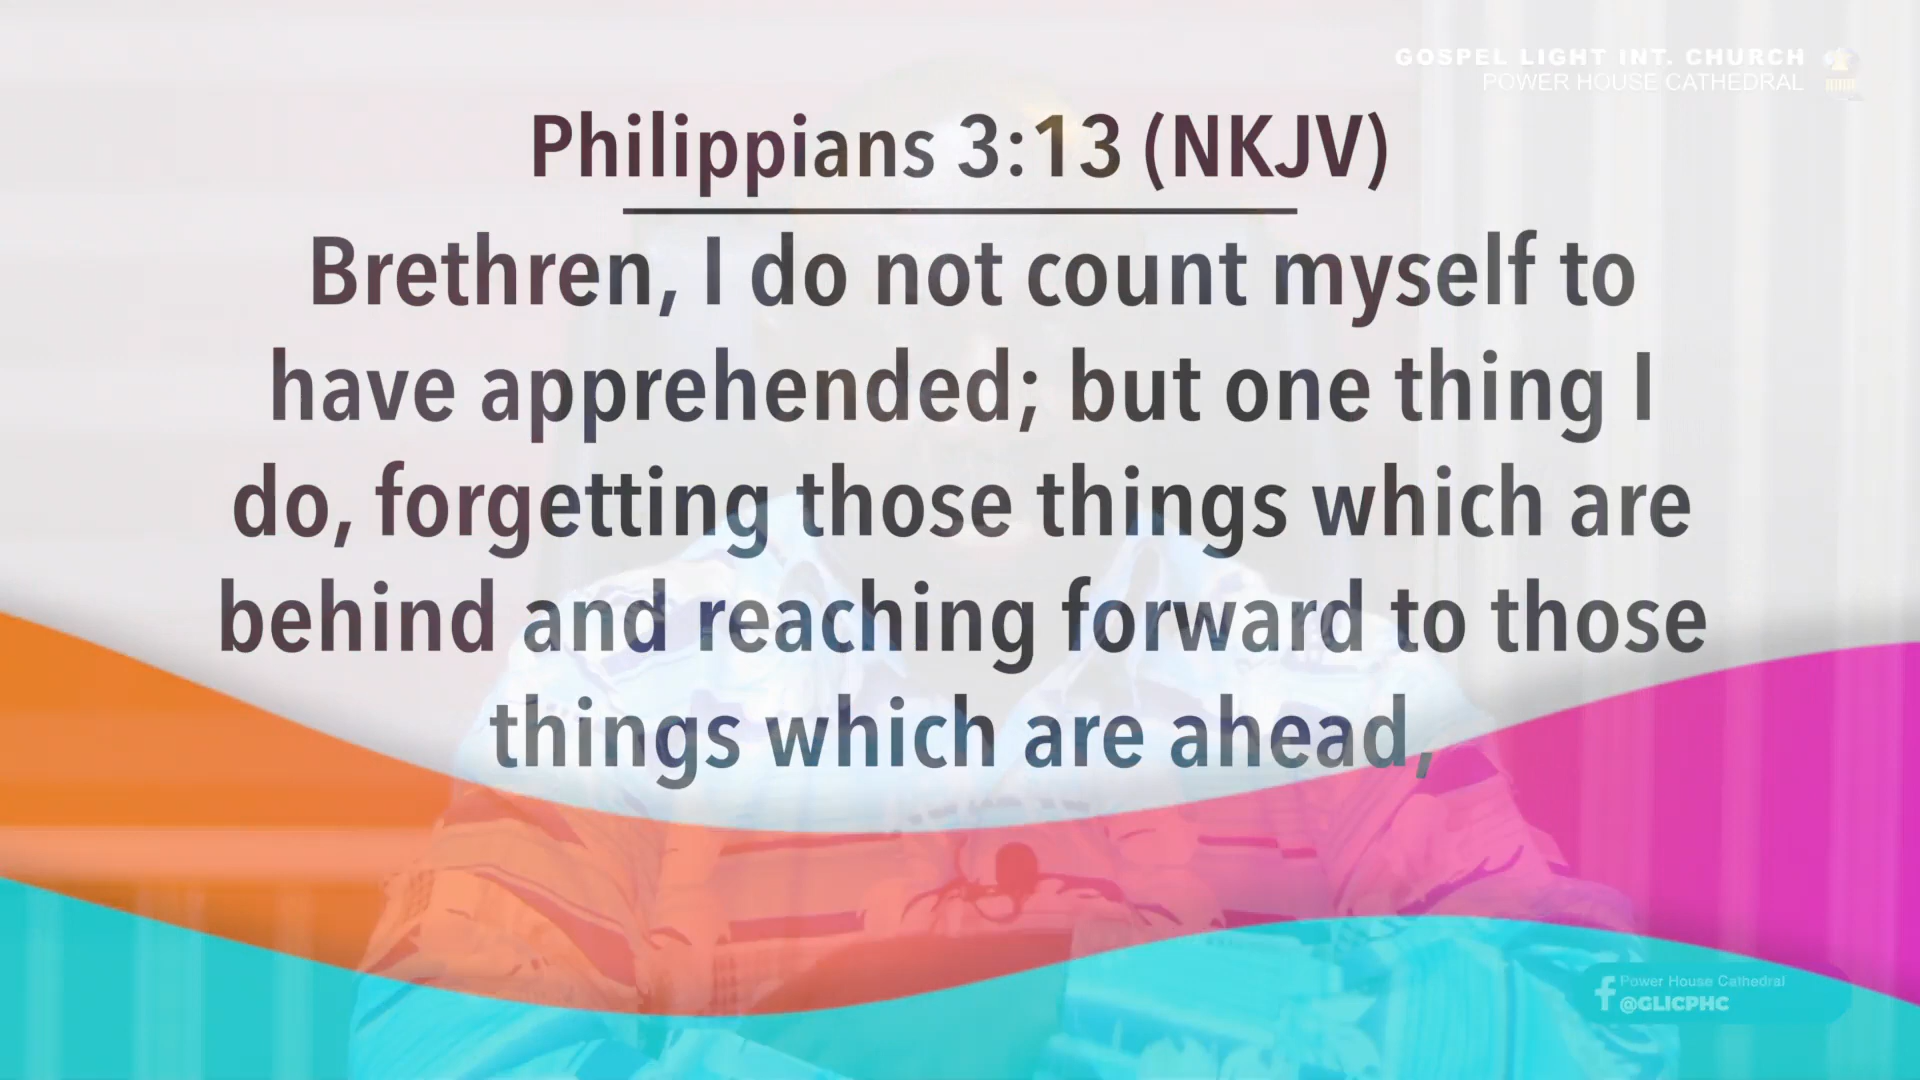 GOSPEL LIGHT INT. CHURCH
POWER HOUSE CATHEDRAL
Philippians 3:13 (NKJV)
Brethren, I do not count myself to
have apprehended; but one thing I
do, forgetting those things which are
behind and reaching forward to those
things which are ahead,
Power House Cathedral
@GLICPHC